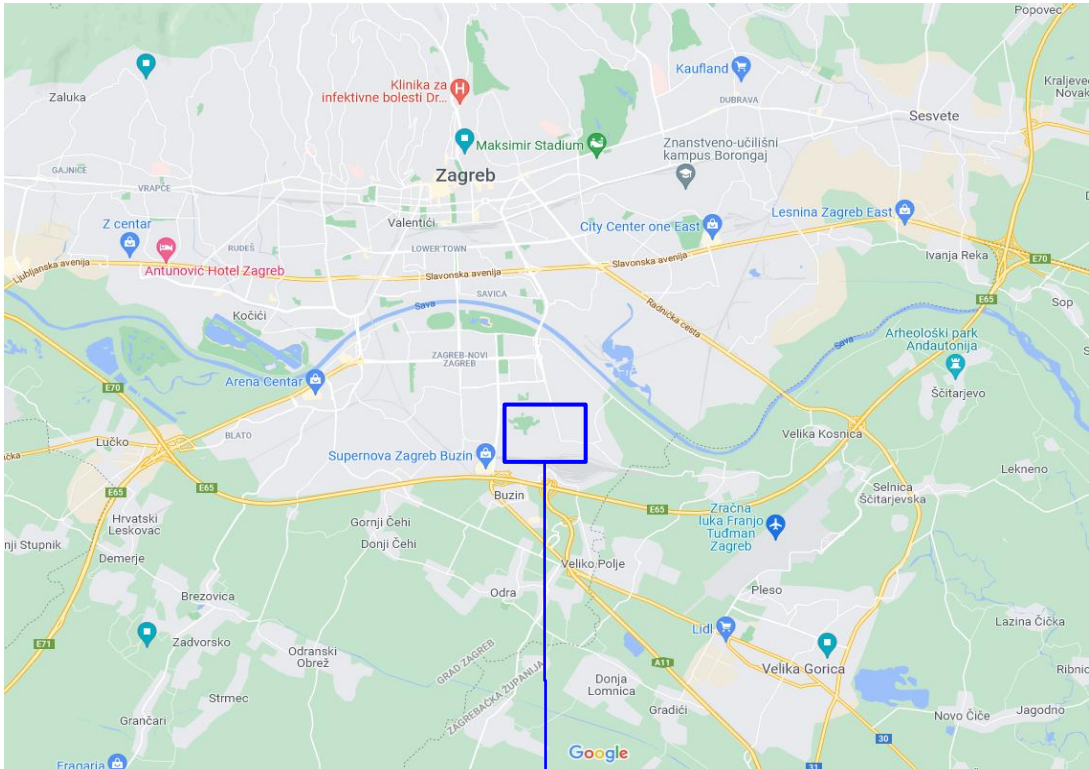 Popovec
Kaufland
Zaluka
Klinika za
infektivne bolesti Dr...
H
DUBRAVA
Kraljevec
Novak
Sesvete
Maksimir Stadium
Znanstveno-učilišni
kampus Borongaj
GAJNICE
VRAPCE
Zagreb
Z centar
Valentići
City Center one East
Lesnina Zagreb East
RUDEŠ
LOWER TOWN
Antunović Hotel Zagreb
Ljubljanska avenija
Slavonska avenija
Slavonska avenija
Ivanja Reka
E70
E65
Sop
SAVICA
Sava
Radnička cesta
Kočići
Sava
Arheološki park
Andautonija
ZAGREB-NOVI
ZAGREB
E70
Arena Centar
Ščitarjevo
Lučko
BLATO
Velika Kosnica
Supernova Zagreb Buzin
Lekneno
E65
E65
Buzin
E65
Selnica
Ščitarjevska
Hrvatski
Leskovac
Gornji Čehi
Zračna
luka Franjo
Tuđman
Zagreb
nji Stupnik
Demerje
Donji Čehi
Veliko Polje
Brezovica
Odra
Pleso
Lazina Čička
Zadvorsko
Lidl
E71
Odranski
Obrež
GRAD ZAGREB
ZAGREBAČKA ŽUPANIJA
A11
Velika Gorica
Donja
Lomnica
Ribnic
Strmec
Gradići
Jagodno
Grančari
Novo Čiče
30
Google
Fragaria
31